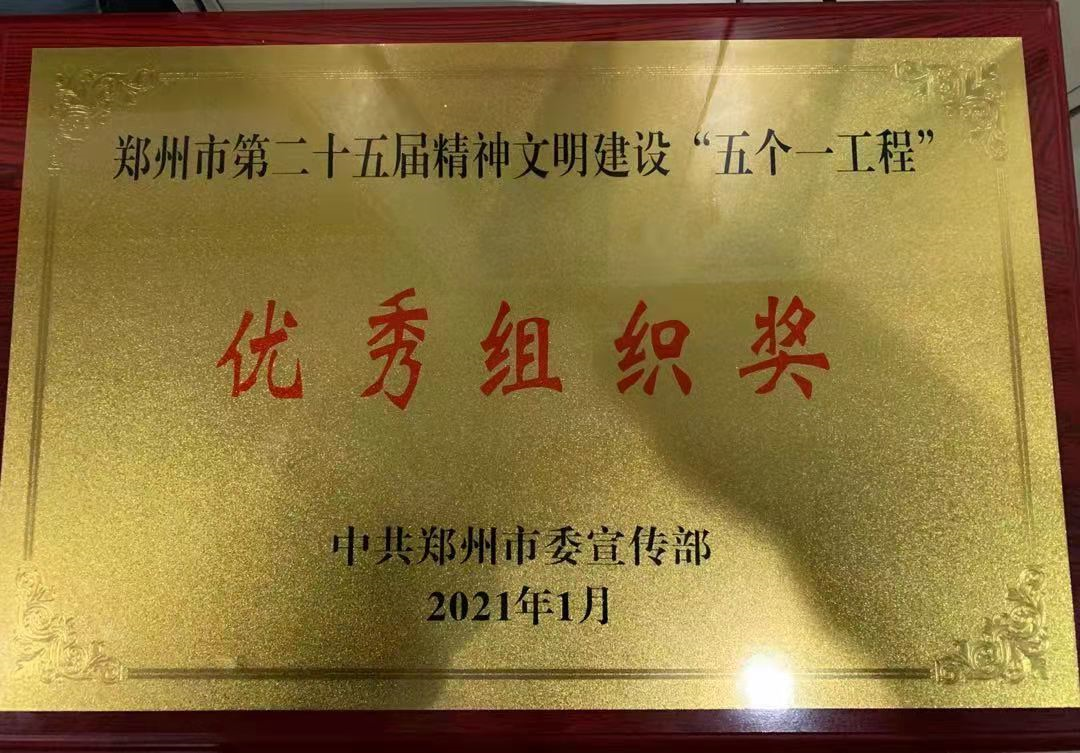 郑州市第二十五届精神文明建设“五个一工程”
优秀组织奖
中共郑州市委宣传部
2021年1月